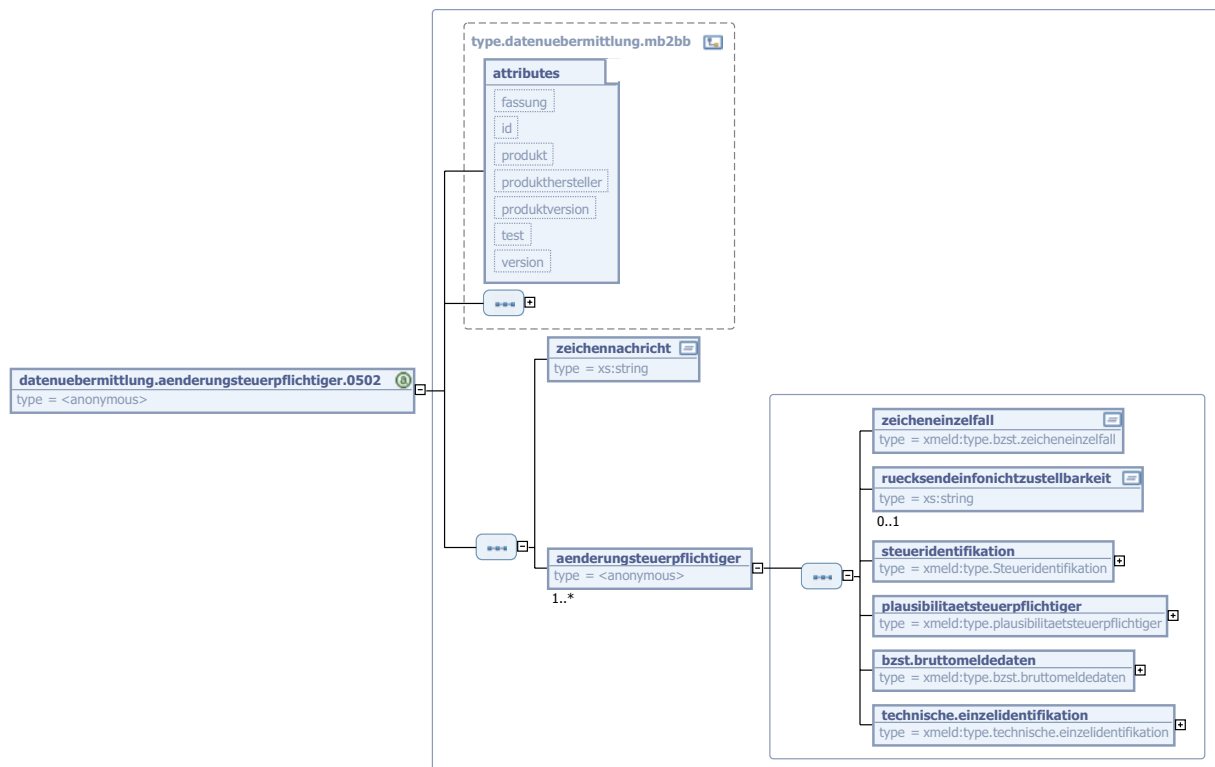 type.datenuebermittlung.mb2bb
attributes
fassung
id
produkt
produkthersteller
produktversion
test
version
zeichennachricht
type = xs:string
datenuebermittlung.aenderungsteuerpflichtiger.0502
type = <anonymous>
zeicheneinzelfall
type = xmeld:type.bzst.zeicheneinzelfall
ruecksendeinfonichtzustellbarkeit
type = xs:string
0..1
aenderungsteuerpflichtiger
type = <anonymous>
1..*
steueridentifikation
type = xmeld:type.Steueridentifikation
plausibilitaetsteuerpflichtiger
type = xmeld:type.plausibilitaetsteuerpflichtiger
bzst.bruttomeldedaten
type = xmeld:type.bzst.bruttomeldedaten
technische.einzelidentifikation
type = xmeld:type.technische.einzelidentifikation